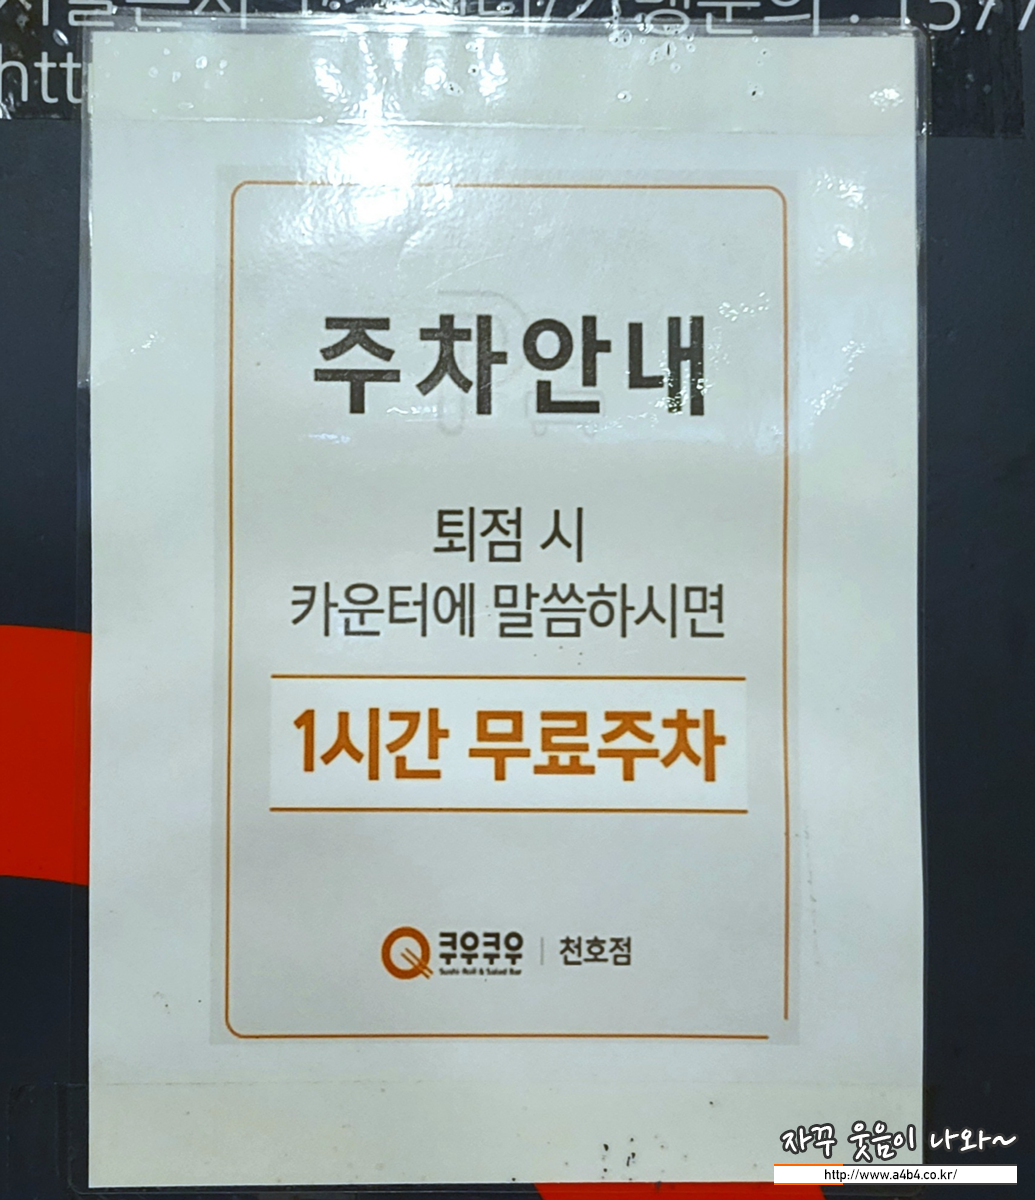 http
주차안내
퇴점 시
카운터에 말씀하시면
1시간 무료주차
쿠우쿠우 천호점
Sushi Roll & Salad Bar
자꾸 웃음이 나와~
http://www.a4b4.co.kr/